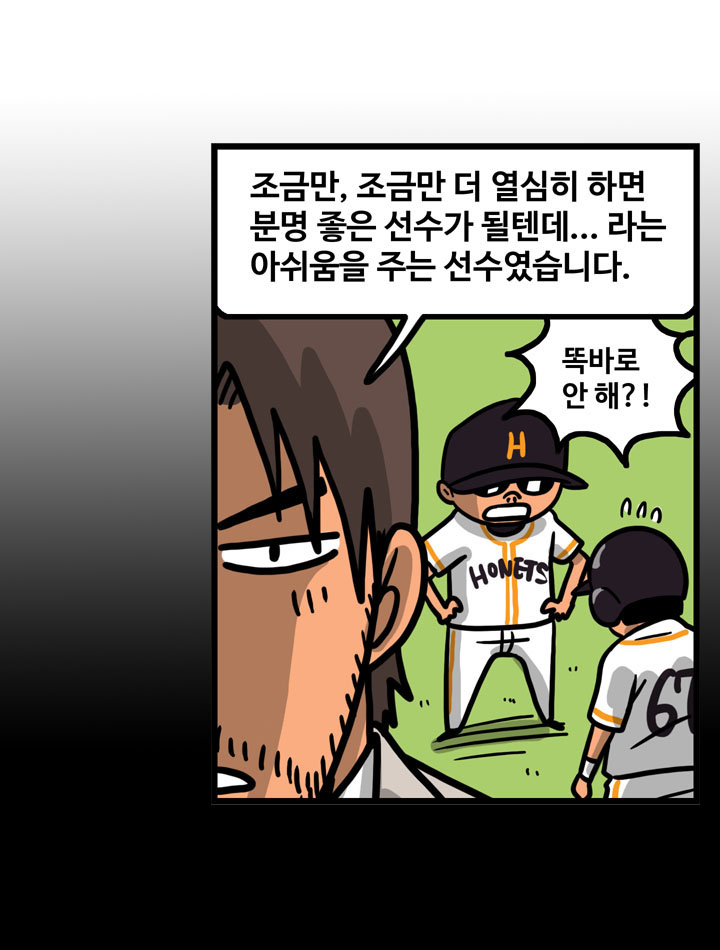 조금만, 조금만 더 열심히 하면
분명 좋은 선수가 될텐데... 라는
아쉬움을 주는 선수였습니다.
똑바로
안 해?!
H
HONETS
67